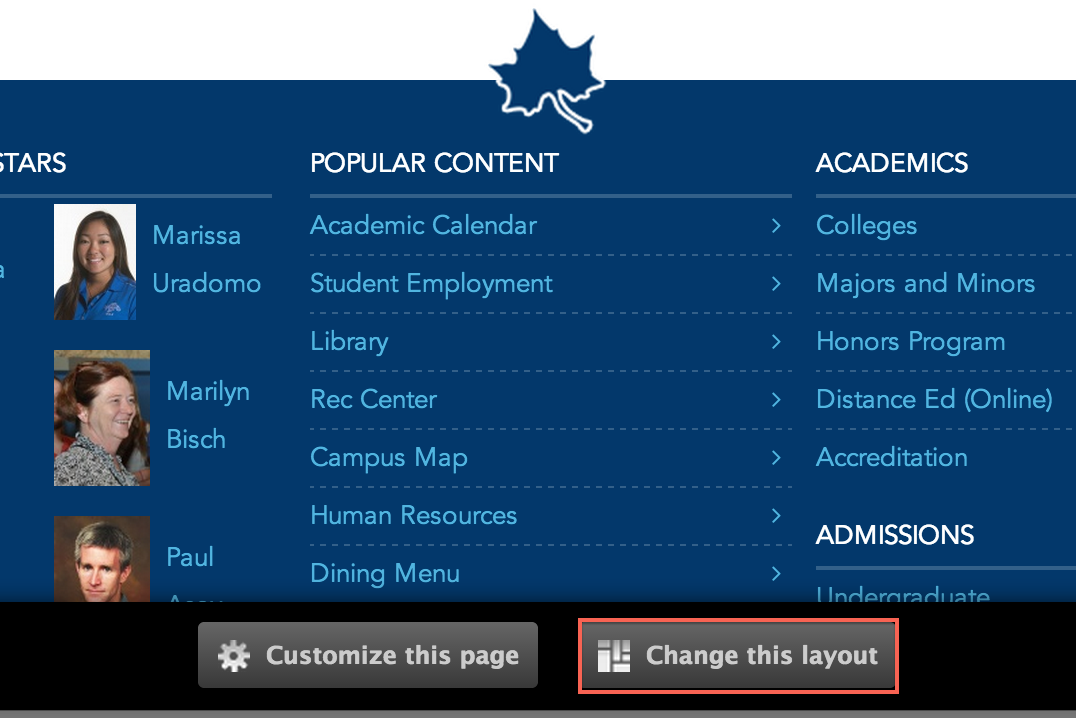 STARS
a
Marissa
Uradomo
Marilyn
Bisch
Paul
POPULAR CONTENT
Academic Calendar
Student Employment
Library
Rec Center
Campus Map
Human Resources
Dining Menu
ACADEMICS
Colleges
Majors and Minors
Honors Program
Distance Ed (Online)
Accreditation
ADMISSIONS
Undergraduate
Customize this page
Change this layout